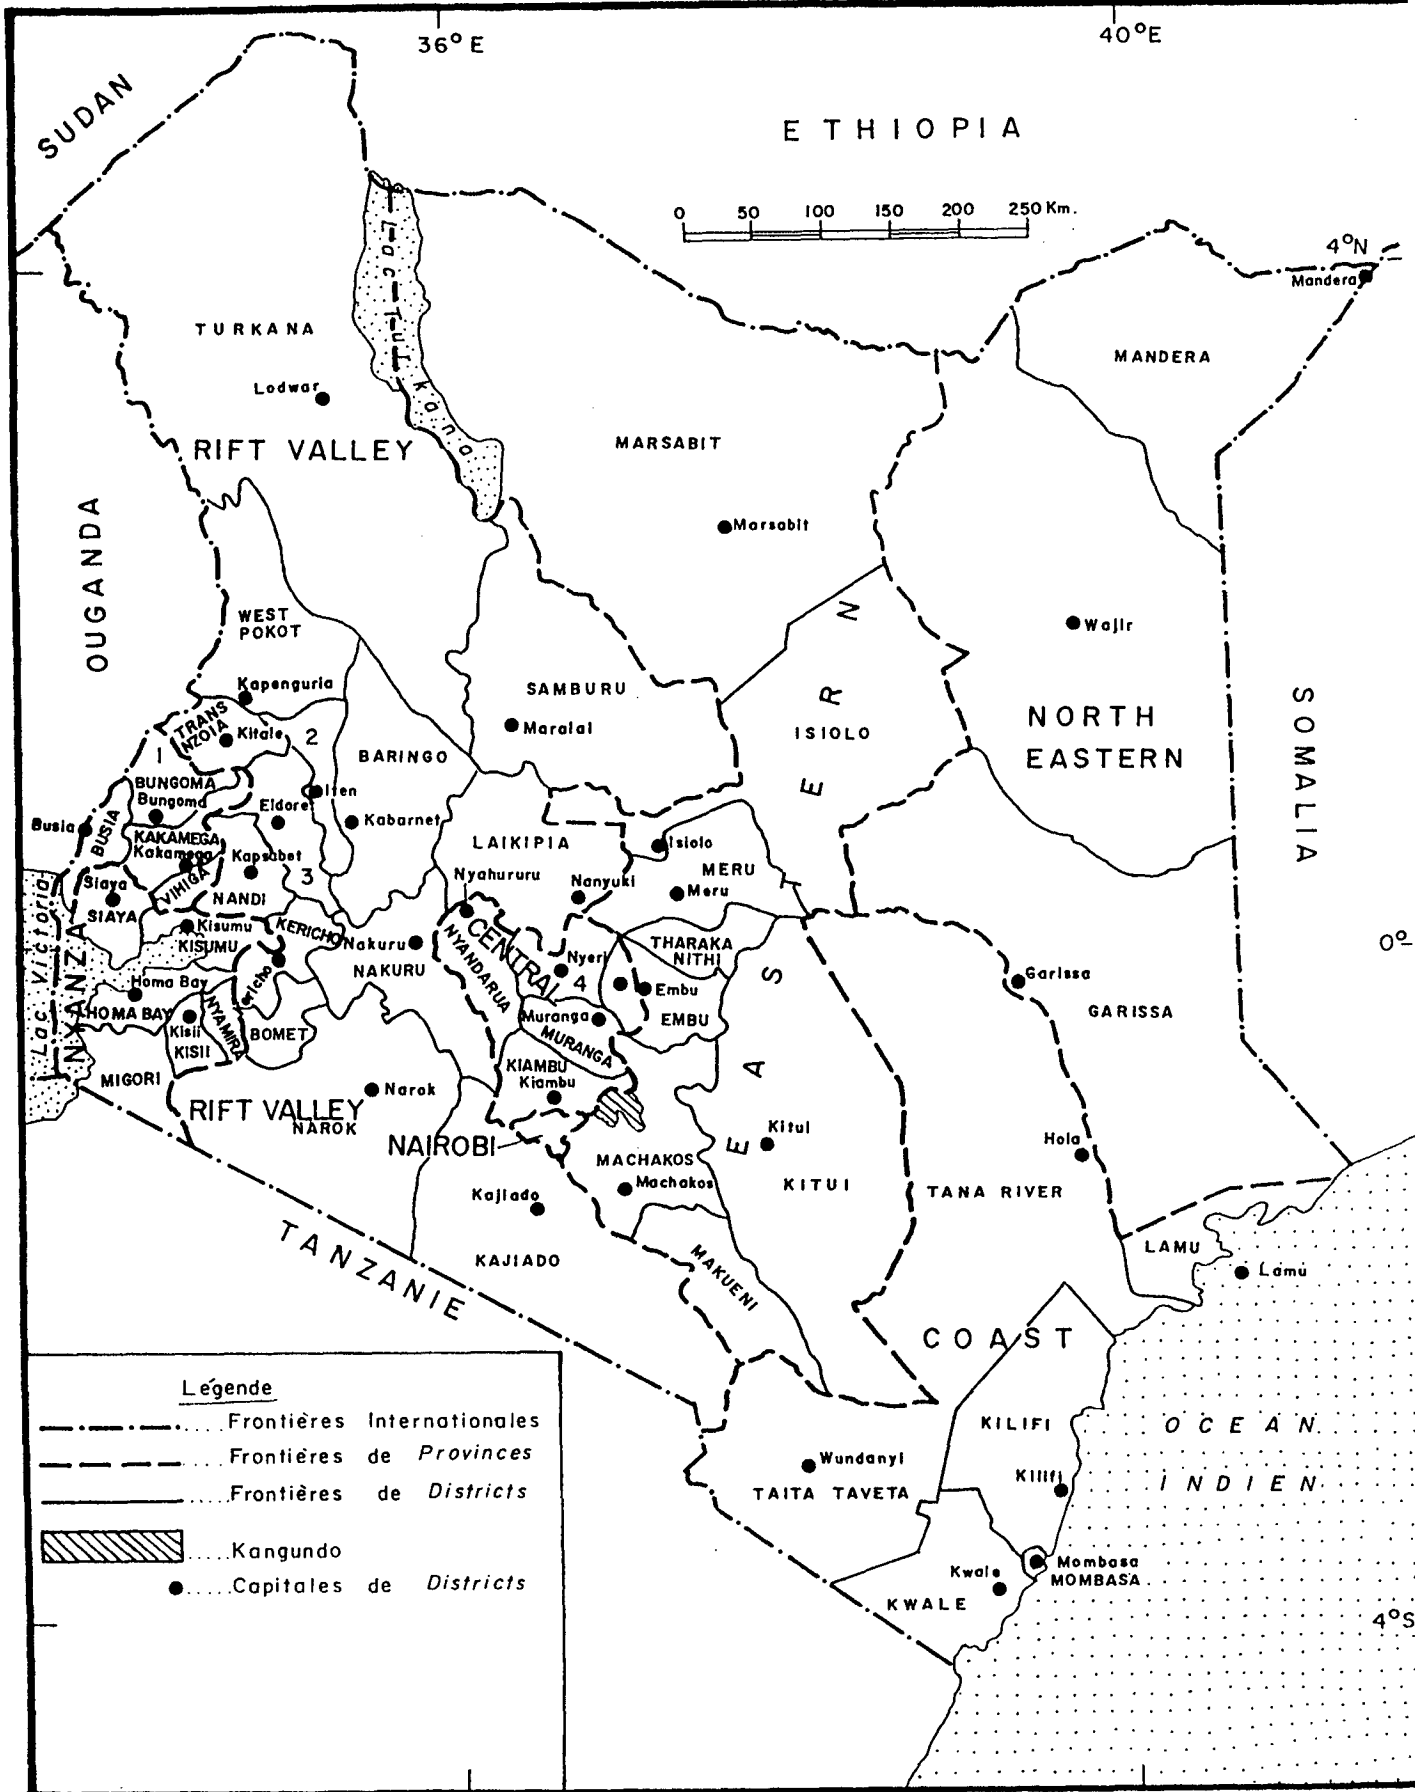 36°E
40°E
SUDAN
ETHIOPIA
0 50 100 150 200 250 Km.
4°N
Mandera
MANDERA
Lac Turkana
TURKANA
Lodwar
RIFT VALLEY
MARSABIT
Marsabit
OUGANDA
WEST
POKOT
Kapenguria
SAMBURU
Maralal
EASTERN
ISIOLO
Wajir
NORTH
EASTERN
SOMALIA
TRANS
NZOIA
Kitale
1
2
BARINGO
BUNGOMA
Bungoma
Iten
Eldoret
Kabarnet
Busia
BUSIA
KAKAMEGA
Kakamega
Kapsabet
LAIKIPIA
Isiolo
MERU
Meru
Nyahururu
Nanyuki
Siaya
SIAYA
VIHIGA
NANDI
3
Lac Victoria
NYANZA
Kisumu
KISUMU
KERICHO
Nakuru
NAKURU
CENTRAL
NYANDARUA
Nyeri
4
THARAKA
NITHI
Embu
EMBU
0°
Garissa
GARISSA
Homa Bay
HOMA BAY
ericho
NYAMIRA
Kisii
KISII
BOMET
Muranga
MURANGA
MIGORI
Narok
RIFT VALLEY
NAROK
KIAMBU
Kiambu
NAIROBI
MACHAKOS
Machakos
Kitui
KITUI
Hola
TANA RIVER
Kajiado
KAJIADO
MAKUENI
LAMU
Lamu
TANZANIE
COAST
KILIFI
Kilifi
OCEAN
INDIEN
Wundanyi
TAITA TAVETA
Kwale
KWALE
Mombasa
MOMBASA
4°S
Légende
Frontières Internationales
Frontières de Provinces
Frontières de Districts
Kangundo
Capitales de Districts